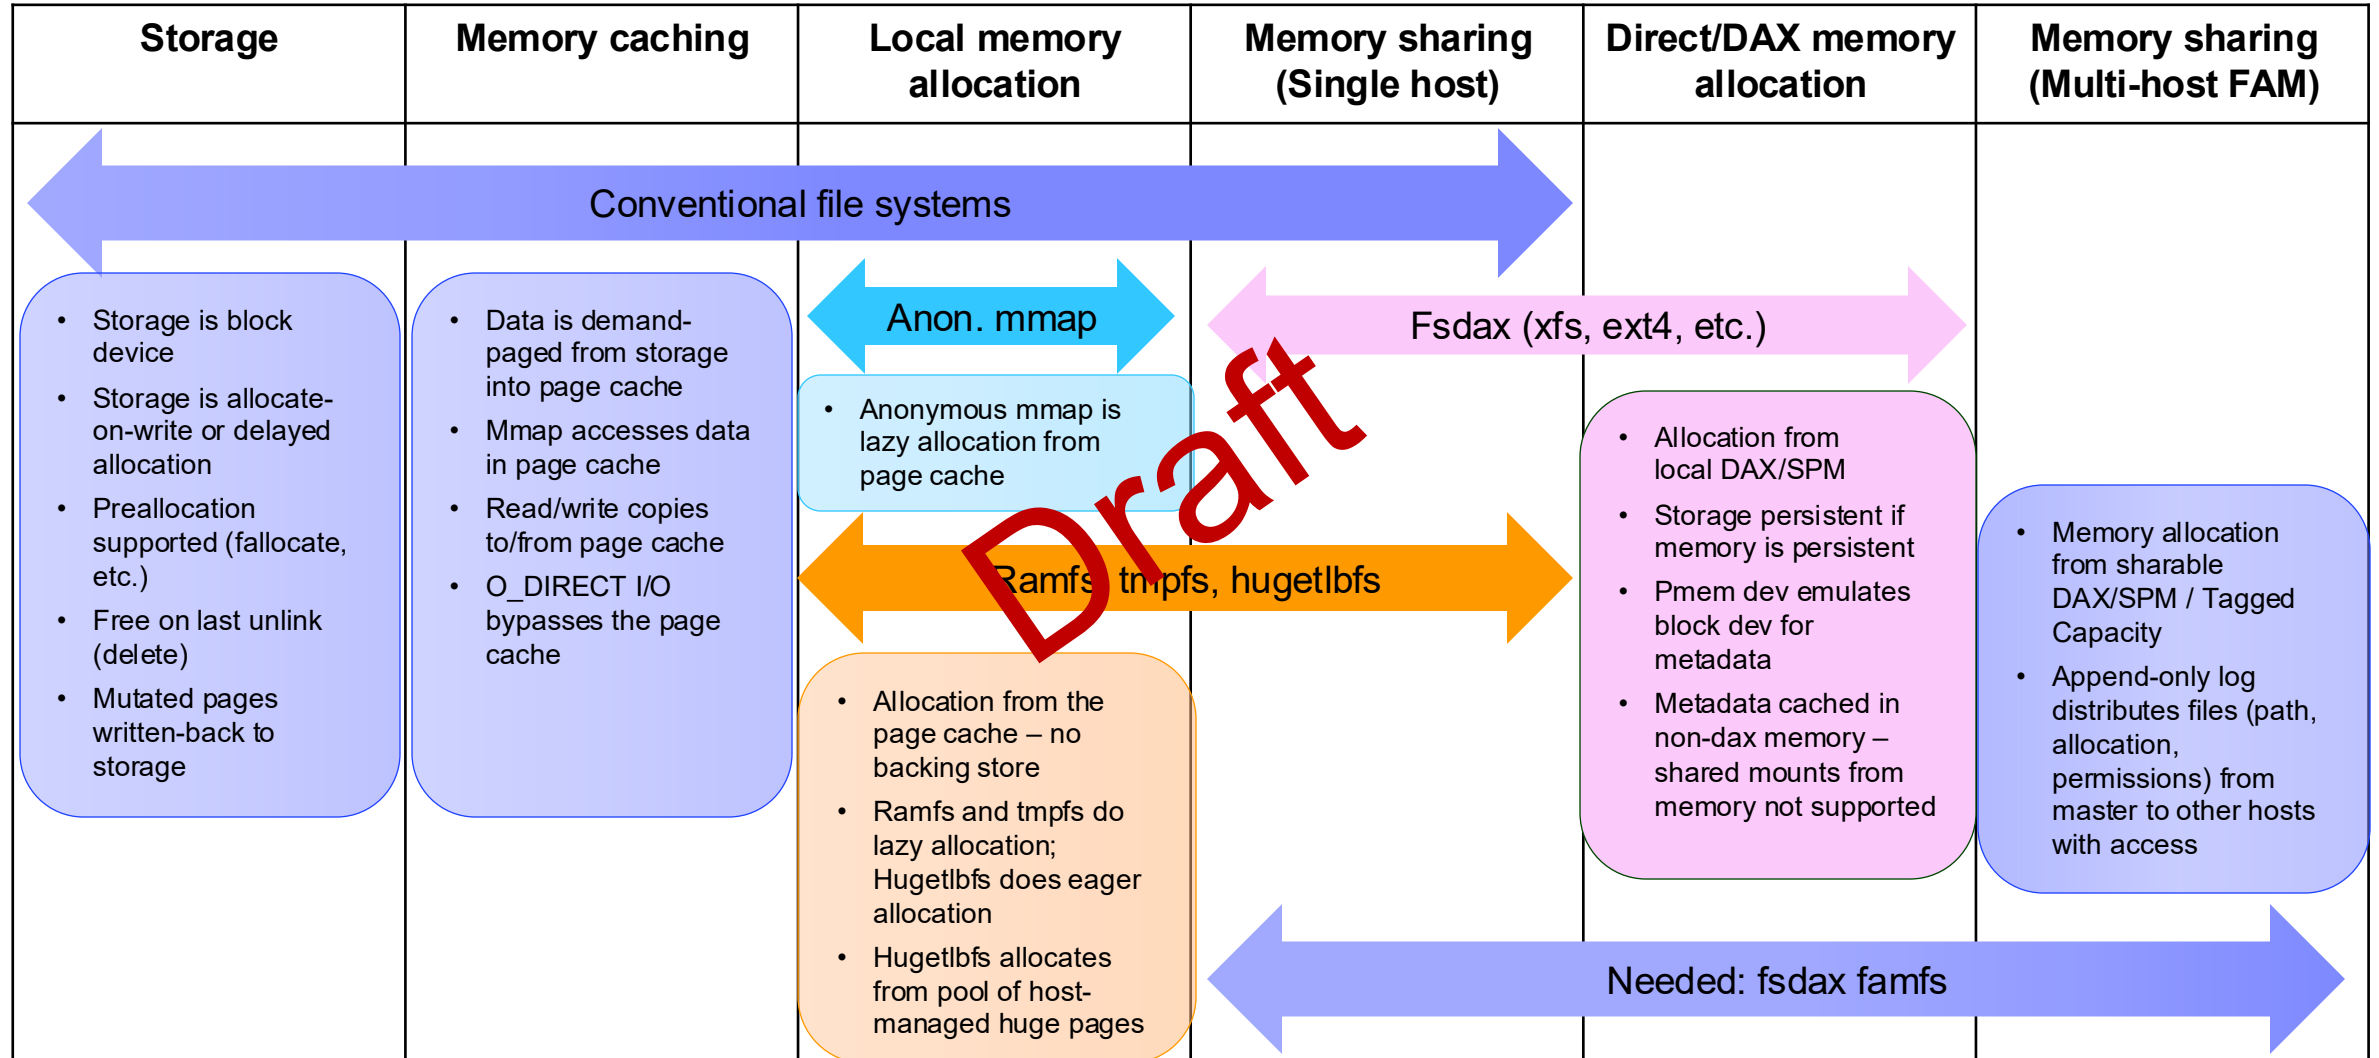 Storage
Memory caching
Local memory
allocation
Memory sharing
(Single host)
Direct/DAX memory
allocation
Memory sharing
(Multi-host FAM)
Conventional file systems
• Storage is block
device
• Storage is allocate-
on-write or delayed
allocation
• Preallocation
supported (fallocate,
etc.)
• Free on last unlink
(delete)
• Mutated pages
written-back to
storage
• Data is demand-
paged from storage
into page cache
• Mmap accesses data
in page cache
• Read/write copies
to/from page cache
• O_DIRECT I/O
bypasses the page
cache
Anon. mmap
• Anonymous mmap is
lazy allocation from
page cache
Fsdax (xfs, ext4, etc.)
Draft
Ramfs, tmpfs, hugetlbfs
• Allocation from the
page cache – no
backing store
• Ramfs and tmpfs do
lazy allocation;
Hugetlbfs does eager
allocation
• Hugetlbfs allocates
from pool of host-
managed huge pages
• Allocation from
local DAX/SPM
• Storage persistent if
memory is persistent
• Pmem dev emulates
block dev for
metadata
• Metadata cached in
non-dax memory –
shared mounts from
memory not supported
• Memory allocation
from sharable
DAX/SPM / Tagged
Capacity
• Append-only log
distributes files (path,
allocation,
permissions) from
master to other hosts
with access
Needed: fsdax famfs